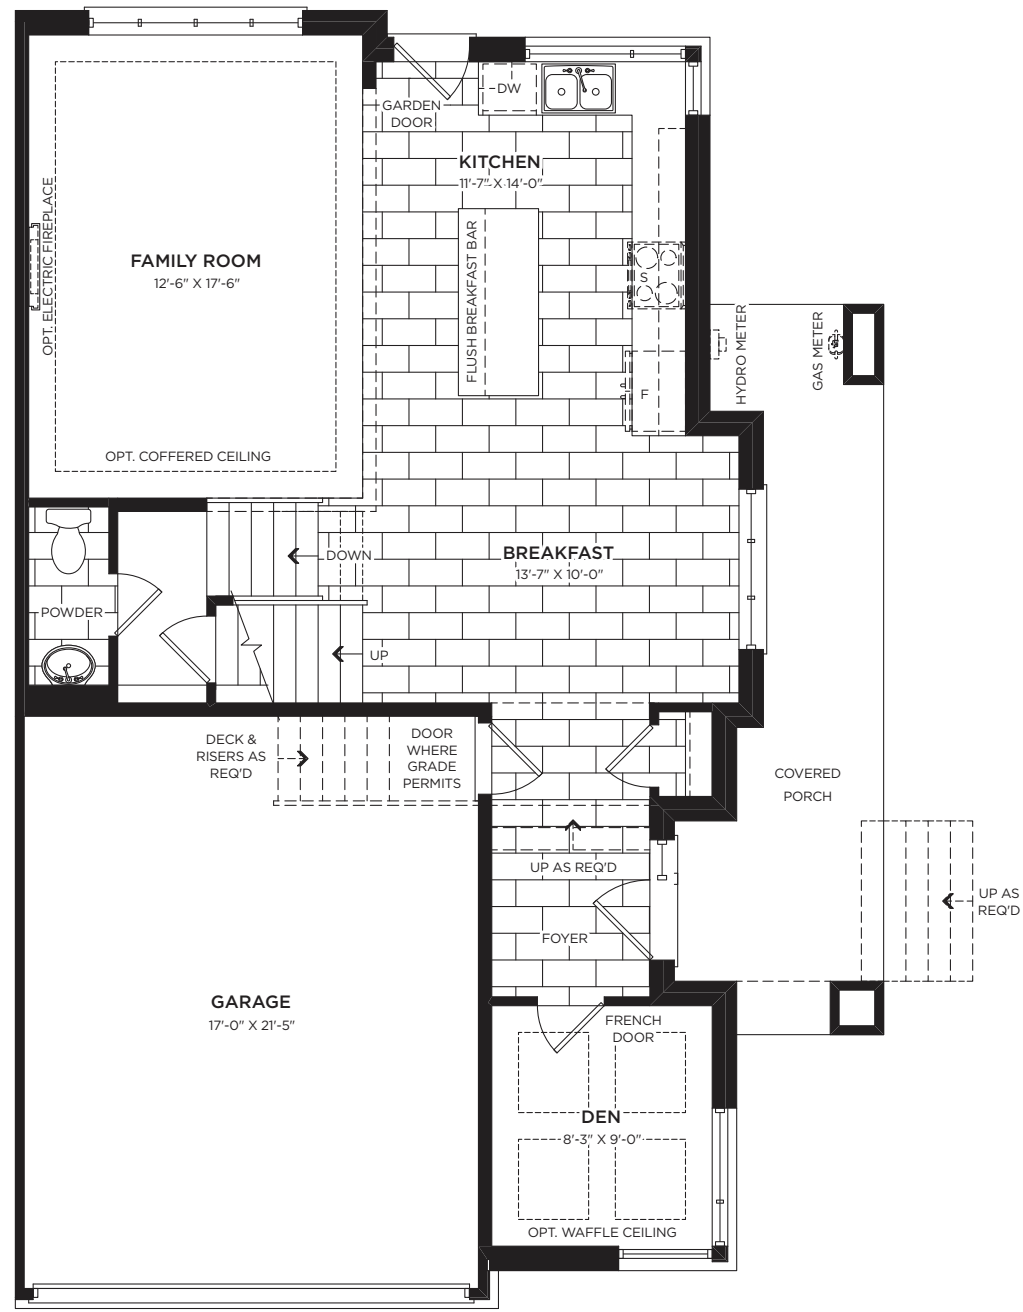 DW
GARDEN
DOOR
KITCHEN
11'-7" X 14'-0"
OPT. ELECTRIC FIREPLACE
FAMILY ROOM
12'-6" X 17'-6"
FLUSH BREAKFAST BAR
S
F
HYDRO METER
GAS METER
OPT. COFFERED CEILING
DOWN
BREAKFAST
13'-7" X 10'-0"
POWDER
UP
DECK &
RISERS AS
REQ'D
DOOR
WHERE
GRADE
PERMITS
COVERED
PORCH
UP AS REQ'D
UP AS
REQ'D
FOYER
GARAGE
17'-0" X 21'-5"
FRENCH
DOOR
DEN
8'-3" X 9'-0"
OPT. WAFFLE CEILING